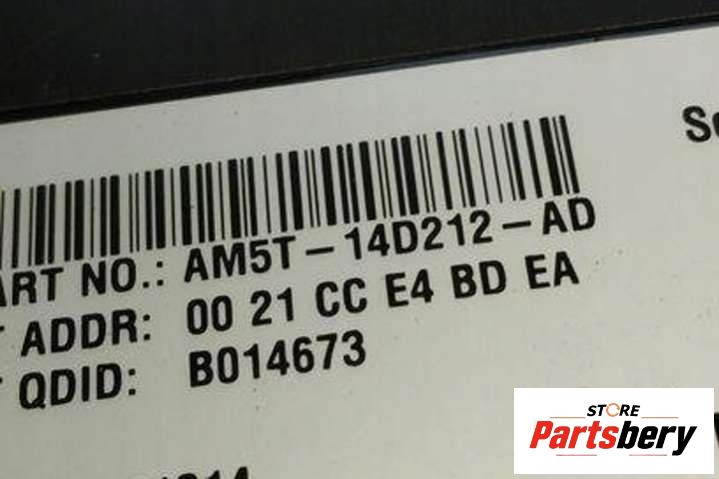 ART NO.: AM5T-14D212-AD
ADDR: 00 21 CC E4 BD EA
QDID: B014673
STORE
Partsbery